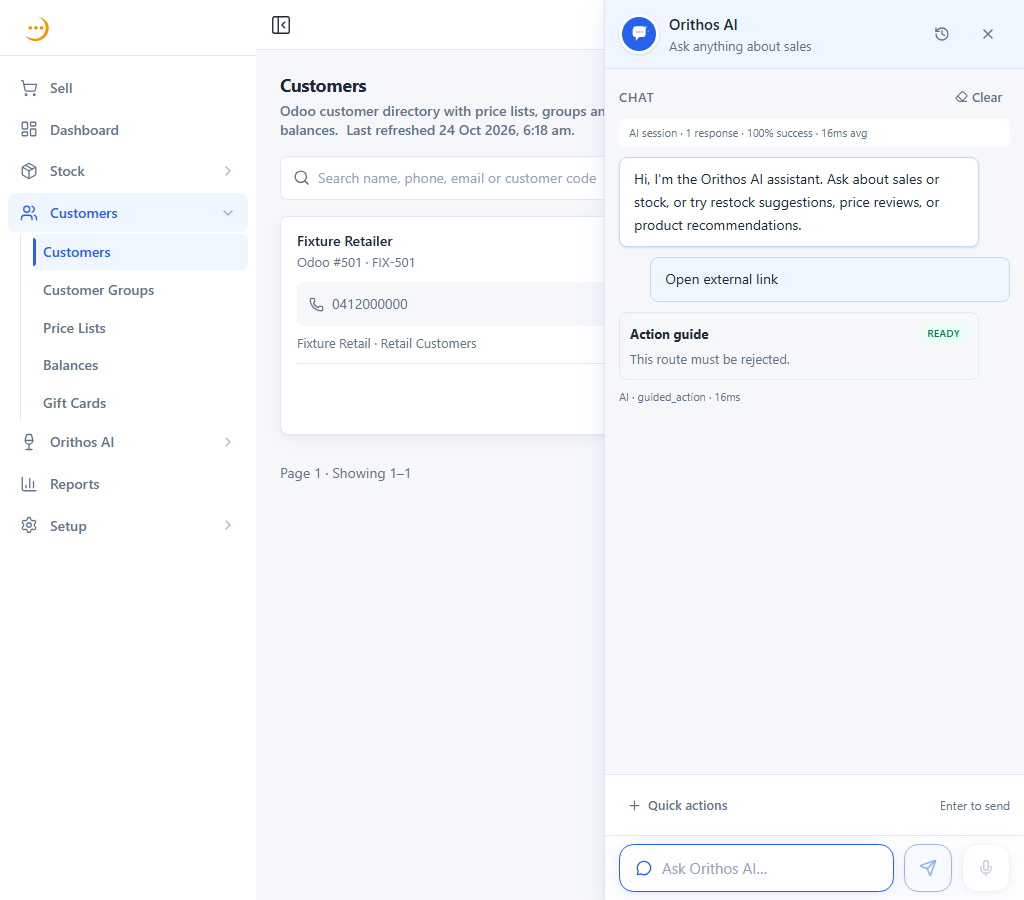 Sell
Dashboard
Stock
Customers
Customers
Customer Groups
Price Lists
Balances
Gift Cards
Orithos AI
Reports
Setup
Customers
Odoo customer directory with price lists, groups an
balances. Last refreshed 24 Oct 2026, 6:18 am.
Search name, phone, email or customer code
Fixture Retailer
Odoo #501 · FIX-501
0412000000
Fixture Retail · Retail Customers
Page 1 · Showing 1–1
Orithos AI
Ask anything about sales
CHAT
Clear
AI session · 1 response · 100% success · 16ms avg
Hi, I'm the Orithos AI assistant. Ask about sales or
stock, or try restock suggestions, price reviews, or
product recommendations.
Open external link
Action guide
READY
This route must be rejected.
AI · guided_action · 16ms
Quick actions
Enter to send
Ask Orithos AI...